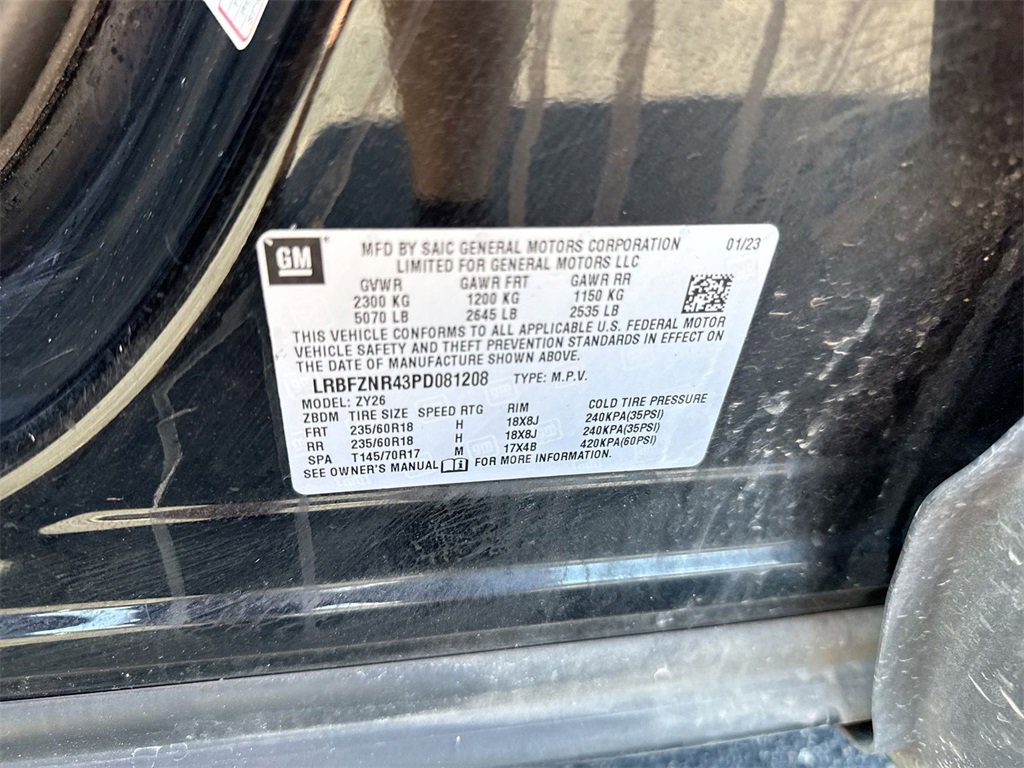 GM
MFD BY SAIC GENERAL MOTORS CORPORATION 01/23
LIMITED FOR GENERAL MOTORS LLC
GVWR GAWR FRT GAWR RR
2300 KG 1200 KG 1150 KG
5070 LB 2645 LB 2535 LB
THIS VEHICLE CONFORMS TO ALL APPLICABLE U.S. FEDERAL MOTOR
VEHICLE SAFETY AND THEFT PREVENTION STANDARDS IN EFFECT ON
THE DATE OF MANUFACTURE SHOWN ABOVE.
LRBFZNR43PD081208 TYPE: M.P.V.
MODEL: ZY26
ZBDM TIRE SIZE SPEED RTG RIM COLD TIRE PRESSURE
FRT 235/60R18 H 18X8J 240KPA(35PSI)
RR 235/60R18 H 18X8J 240KPA(35PSI)
SPA T145/70R17 M 17X4B 420KPA(60PSI)
SEE OWNER'S MANUAL FOR MORE INFORMATION.